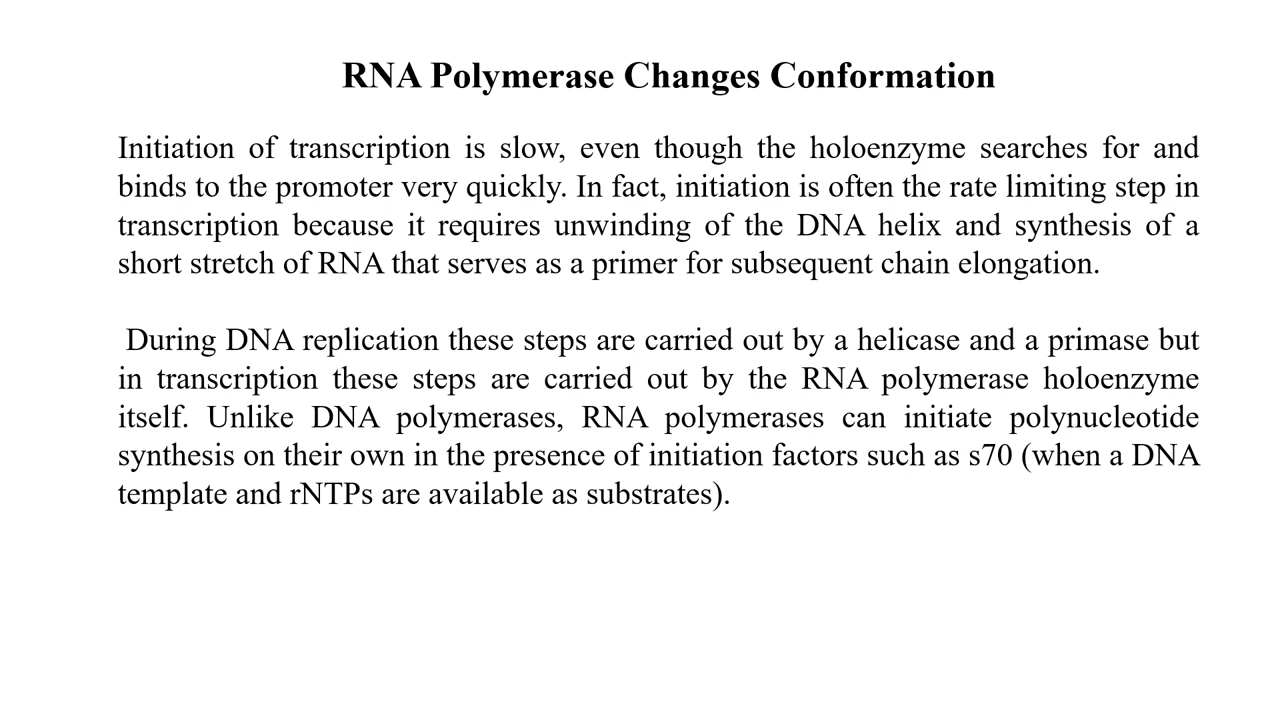 RNA Polymerase Changes Conformation
Initiation of transcription is slow, even though the holoenzyme searches for and
binds to the promoter very quickly. In fact, initiation is often the rate limiting step in
transcription because it requires unwinding of the DNA helix and synthesis of a
short stretch of RNA that serves as a primer for subsequent chain elongation.
During DNA replication these steps are carried out by a helicase and a primase but
in transcription these steps are carried out by the RNA polymerase holoenzyme
itself. Unlike DNA polymerases, RNA polymerases can initiate polynucleotide
synthesis on their own in the presence of initiation factors such as s70 (when a DNA
template and rNTPs are available as substrates).